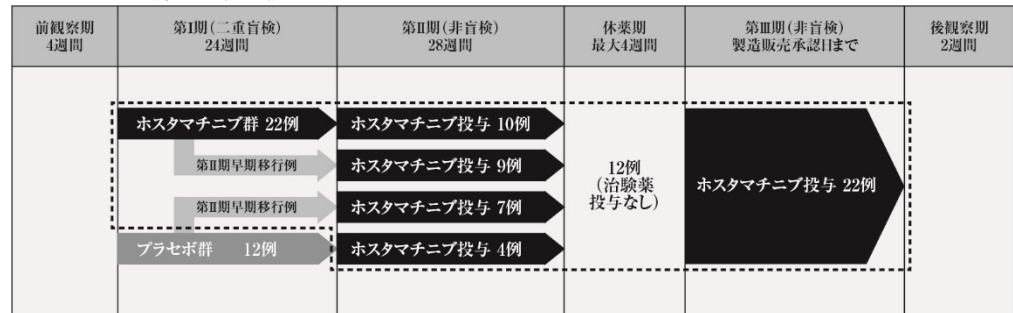 前観察期
4週間
第I期(二重盲検)
24週間
第II期(非盲検)
28週間
休薬期
最大4週間
第III期(非盲検)
製造販売承認日まで
後観察期
2週間
ホスタマチニブ群 22例
ホスタマチニブ投与 10例
第II期早期移行例
ホスタマチニブ投与 9例
12例
(治験薬
投与なし)
ホスタマチニブ投与 22例
第II期早期移行例
ホスタマチニブ投与 7例
プラセボ群 12例
ホスタマチニブ投与 4例